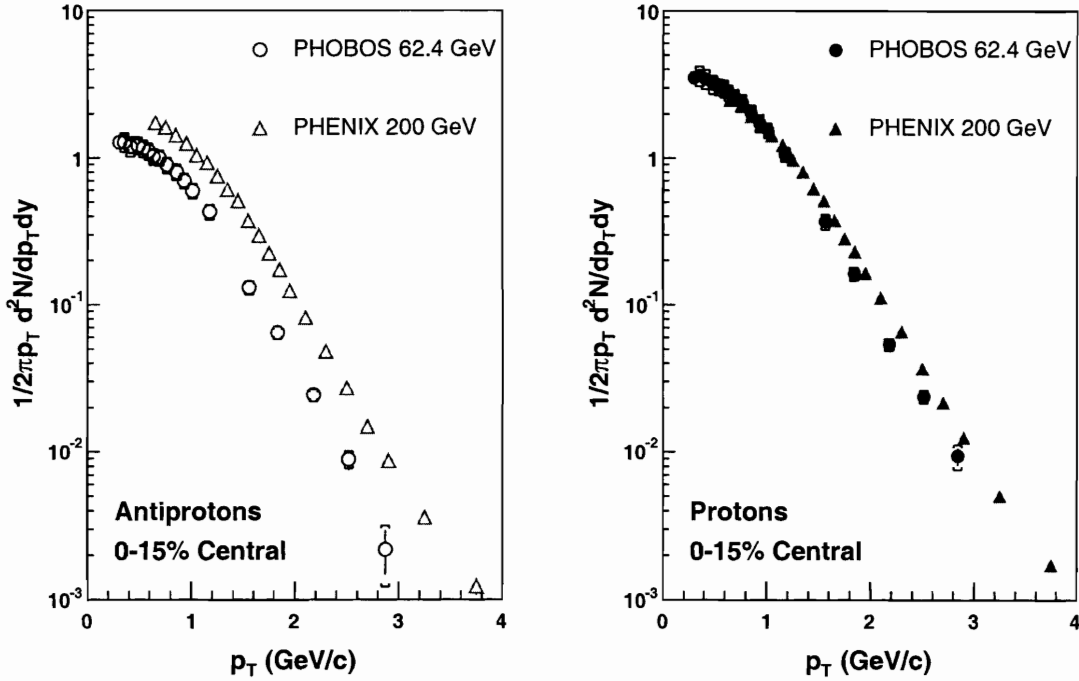 10
1
10^-1
10^-2
10^-3
1/2πp_T d^2N/dp_Tdy
PHOBOS 62.4 GeV
PHENIX 200 GeV
Antiprotons
0-15% Central
0 1 2 3 4
p_T (GeV/c)
10
1
10^-1
10^-2
10^-3
1/2πp_T d^2N/dp_Tdy
PHOBOS 62.4 GeV
PHENIX 200 GeV
Protons
0-15% Central
0 1 2 3 4
p_T (GeV/c)